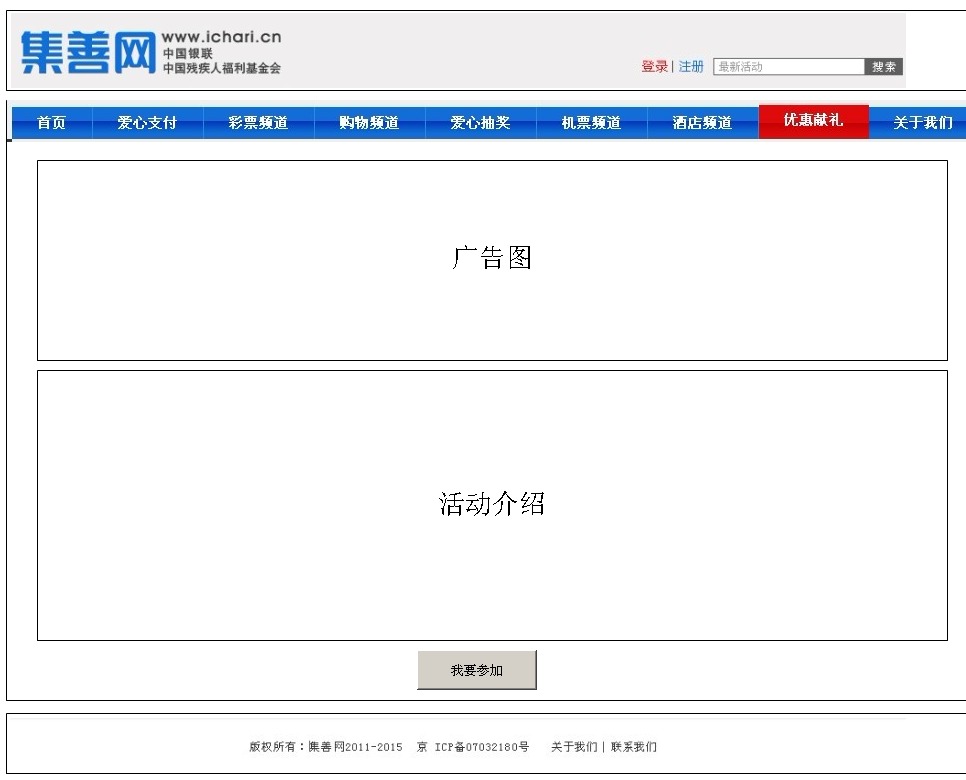 集善网 www.ichari.cn
中国银联
中国残疾人福利基金会
登录 | 注册 最新活动 搜索
首页 爱心支付 彩票频道 购物频道 爱心抽奖 机票频道 酒店频道 优惠献礼 关于我们
广告图
活动介绍
我要参加
版权所有：集善网2011-2015 京 ICP备07032180号 关于我们 | 联系我们